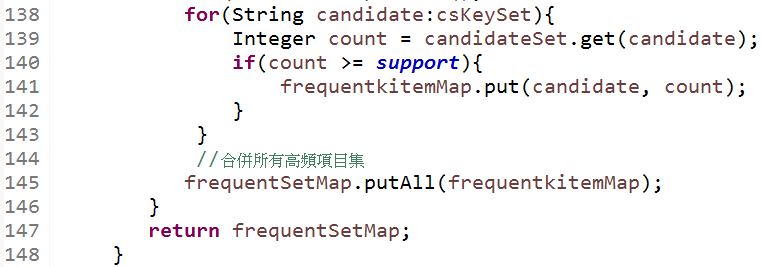 138 for(String candidate:csKeySet){
139 Integer count = candidateSet.get(candidate);
140 if(count >= support){
141 frequentkitemMap.put(candidate, count);
142 }
143 }
144 //合併所有高頻項目集
145 frequentSetMap.putAll(frequentkitemMap);
146 }
147 return frequentSetMap;
148 }